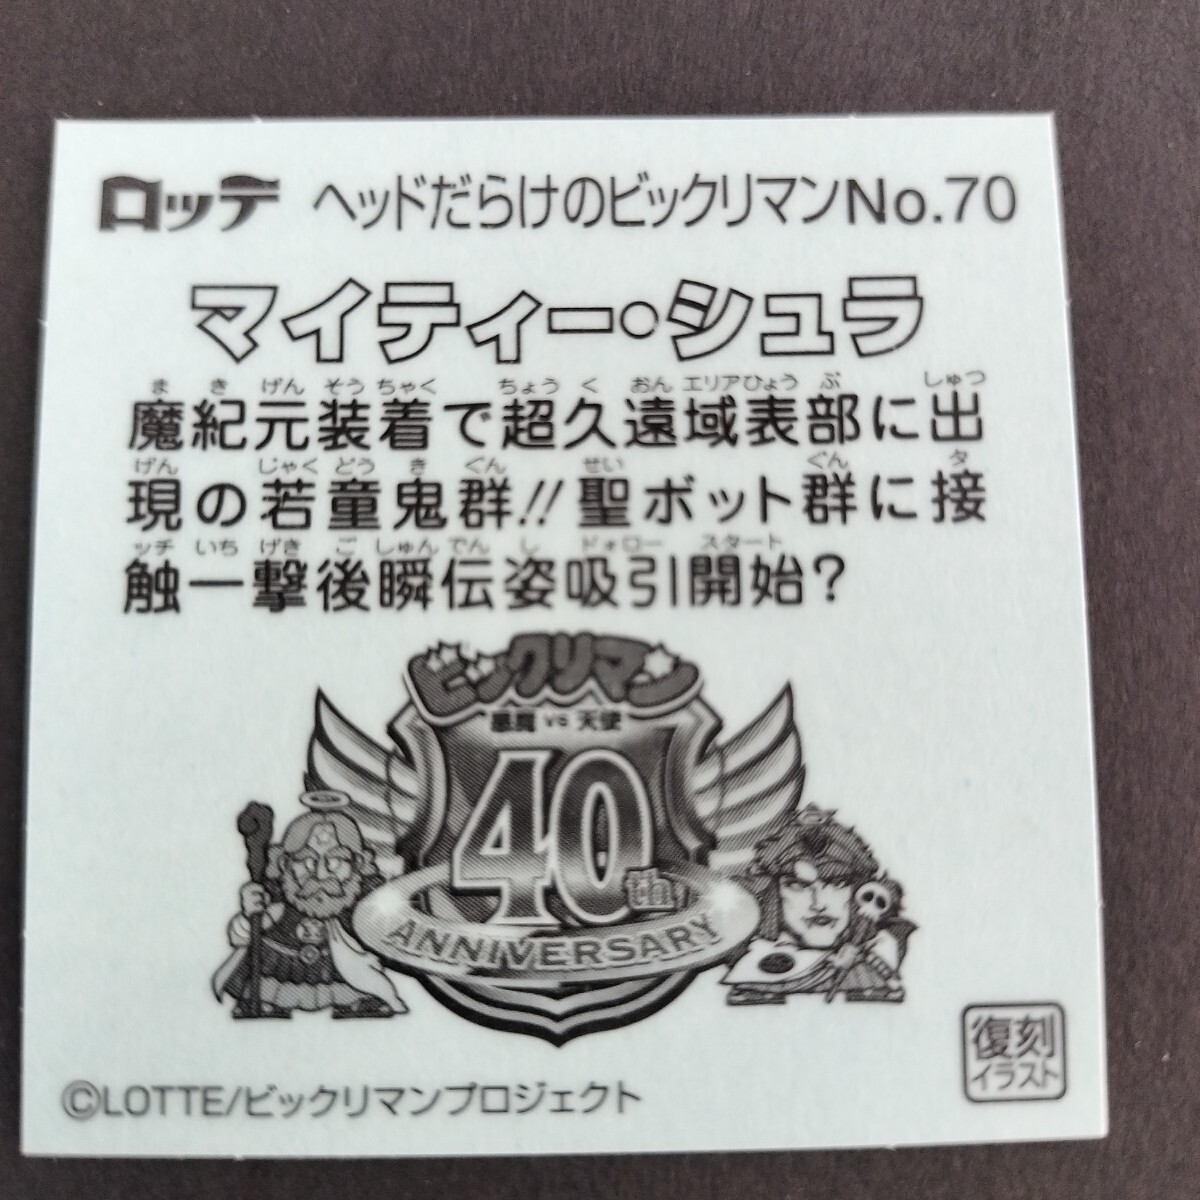 ロッテ ヘッドだらけのビックリマンNo.70
マイティー・シュラ
ま き げん そう ちゃく ちょう く おん エリア ひょう ぶ しゅつ
魔紀元装着で超久遠域表部に出
げん じゃく どう き ぐん せい ぐん タ
現の若童鬼群!!聖ボット群に接
ッチ いち げき ご しゅん でん し フォロー スタート
触一撃後瞬伝姿吸引開始?
ビックリマン
悪魔 VS 天使
40th
ANNIVERSARY
復刻
イラスト
©LOTTE/ビックリマンプロジェクト